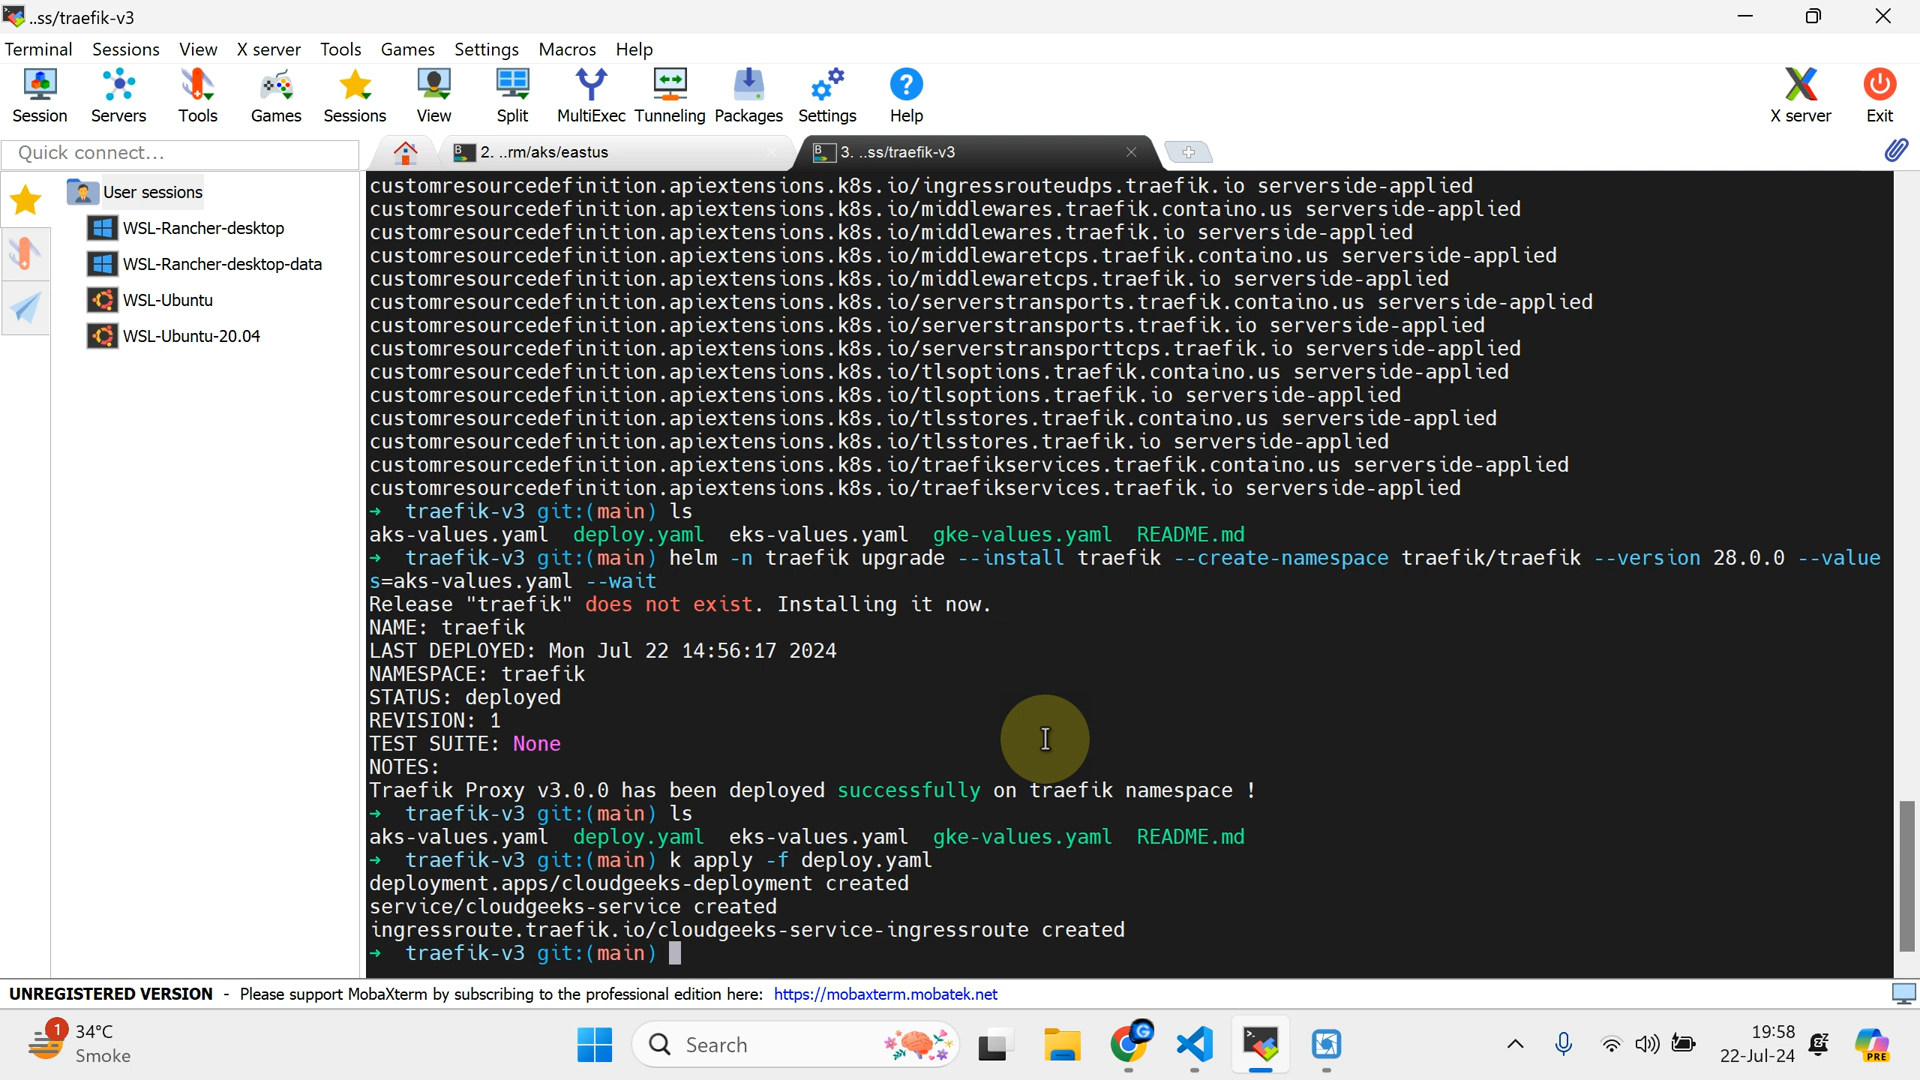 ..ss/traefik-v3
Terminal Sessions View X server Tools Games Settings Macros Help
Session Servers Tools Games Sessions View Split MultiExec Tunneling Packages Settings Help X server Exit
Quick connect...
2. ..rm/aks/eastus
3. ..ss/traefik-v3
User sessions
WSL-Rancher-desktop
WSL-Rancher-desktop-data
WSL-Ubuntu
WSL-Ubuntu-20.04
customresourcedefinition.apiextensions.k8s.io/ingressrouteudps.traefik.io serverside-applied
customresourcedefinition.apiextensions.k8s.io/middlewares.traefik.containo.us serverside-applied
customresourcedefinition.apiextensions.k8s.io/middlewares.traefik.io serverside-applied
customresourcedefinition.apiextensions.k8s.io/middlewaretcps.traefik.containo.us serverside-applied
customresourcedefinition.apiextensions.k8s.io/middlewaretcps.traefik.io serverside-applied
customresourcedefinition.apiextensions.k8s.io/serverstransports.traefik.containo.us serverside-applied
customresourcedefinition.apiextensions.k8s.io/serverstransports.traefik.io serverside-applied
customresourcedefinition.apiextensions.k8s.io/serverstransporttcps.traefik.io serverside-applied
customresourcedefinition.apiextensions.k8s.io/tlsoptions.traefik.containo.us serverside-applied
customresourcedefinition.apiextensions.k8s.io/tlsoptions.traefik.io serverside-applied
customresourcedefinition.apiextensions.k8s.io/tlsstores.traefik.containo.us serverside-applied
customresourcedefinition.apiextensions.k8s.io/tlsstores.traefik.io serverside-applied
customresourcedefinition.apiextensions.k8s.io/traefikservices.traefik.containo.us serverside-applied
customresourcedefinition.apiextensions.k8s.io/traefikservices.traefik.io serverside-applied
→ traefik-v3 git:(main) ls
aks-values.yaml deploy.yaml eks-values.yaml gke-values.yaml README.md
→ traefik-v3 git:(main) helm -n traefik upgrade --install traefik --create-namespace traefik/traefik --version 28.0.0 --value
s=aks-values.yaml --wait
Release "traefik" does not exist. Installing it now.
NAME: traefik
LAST DEPLOYED: Mon Jul 22 14:56:17 2024
NAMESPACE: traefik
STATUS: deployed
REVISION: 1
TEST SUITE: None
NOTES:
Traefik Proxy v3.0.0 has been deployed successfully on traefik namespace !
→ traefik-v3 git:(main) ls
aks-values.yaml deploy.yaml eks-values.yaml gke-values.yaml README.md
→ traefik-v3 git:(main) k apply -f deploy.yaml
deployment.apps/cloudgeeks-deployment created
service/cloudgeeks-service created
ingressroute.traefik.io/cloudgeeks-service-ingressroute created
→ traefik-v3 git:(main)
UNREGISTERED VERSION - Please support MobaXterm by subscribing to the professional edition here: https://mobaxterm.mobatek.net
1 34°C
Smoke
Search
G
19:58
22-Jul-24
PRE